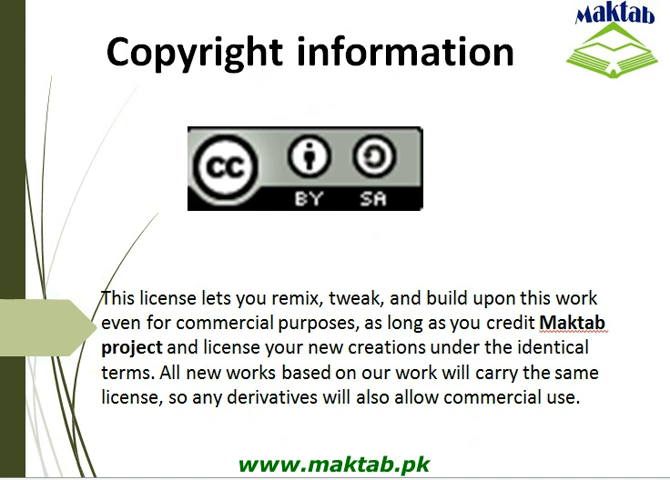 Maktab
Copyright information
cc
BY SA
This license lets you remix, tweak, and build upon this work
even for commercial purposes, as long as you credit Maktab
project and license your new creations under the identical
terms. All new works based on our work will carry the same
license, so any derivatives will also allow commercial use.
www.maktab.pk